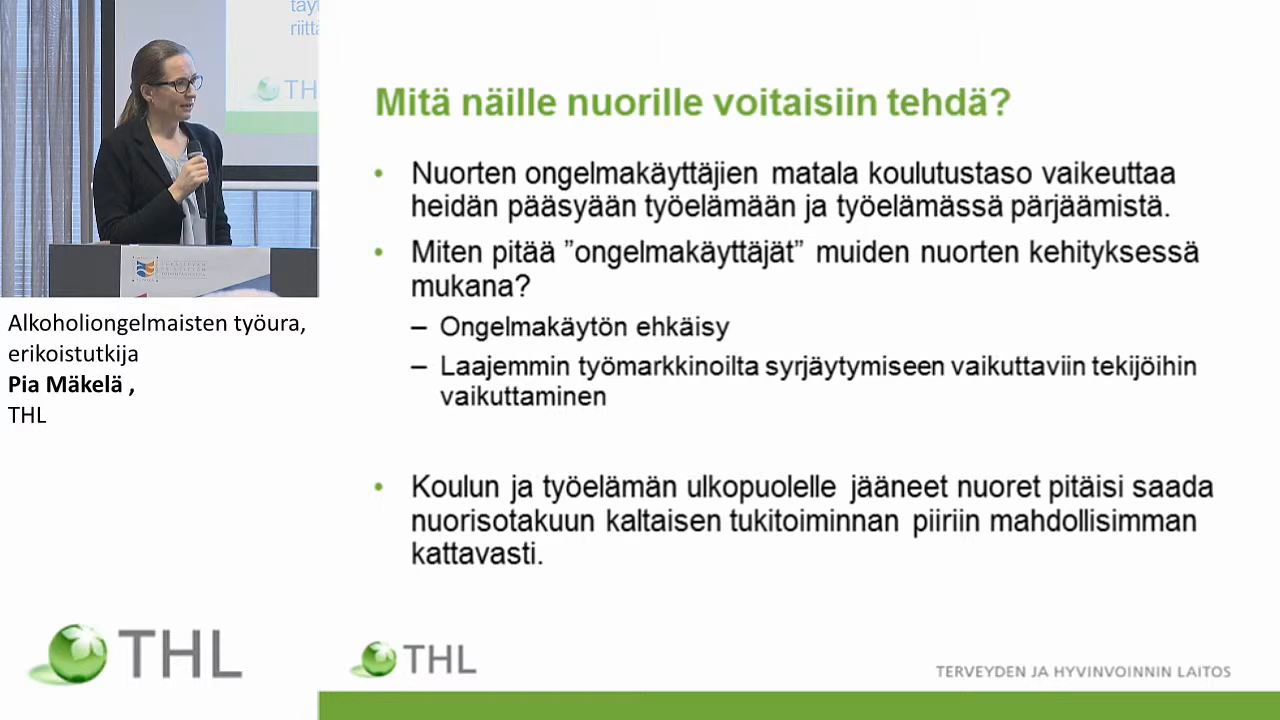 täyt
riittä
THL
Alkoholiongelmaisten työura,
erikoistutkija
Pia Mäkelä ,
THL
THL
Mitä näille nuorille voitaisiin tehdä?
• Nuorten ongelmakäyttäjien matala koulutustaso vaikeuttaa
heidän pääsyään työelämään ja työelämässä pärjäämistä.
• Miten pitää ”ongelmakäyttäjät” muiden nuorten kehityksessä
mukana?
– Ongelmakäytön ehkäisy
– Laajemmin työmarkkinoilta syrjäytymiseen vaikuttaviin tekijöihin
vaikuttaminen
• Koulun ja työelämän ulkopuolelle jääneet nuoret pitäisi saada
nuorisotakuun kaltaisen tukitoiminnan piiriin mahdollisimman
kattavasti.
THL
TERVEYDEN JA HYVINVOINNIN LAITOS